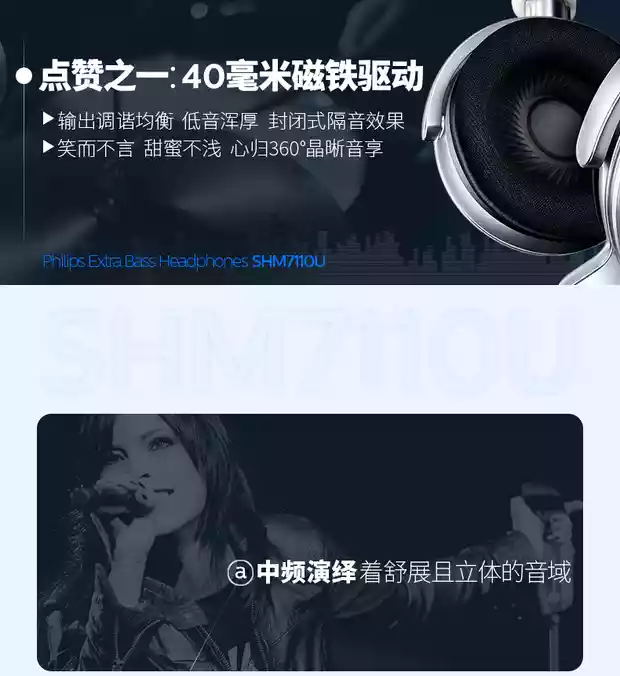 点赞之一: 40毫米磁铁驱动
▶输出调谐均衡 低音浑厚 封闭式隔音效果
▶笑而不言 甜蜜不浅 心归360°晶晰音享
Philips Extra Bass Headphones SHM7110U
SHM7110U
ⓐ中频演绎着舒展且立体的音域